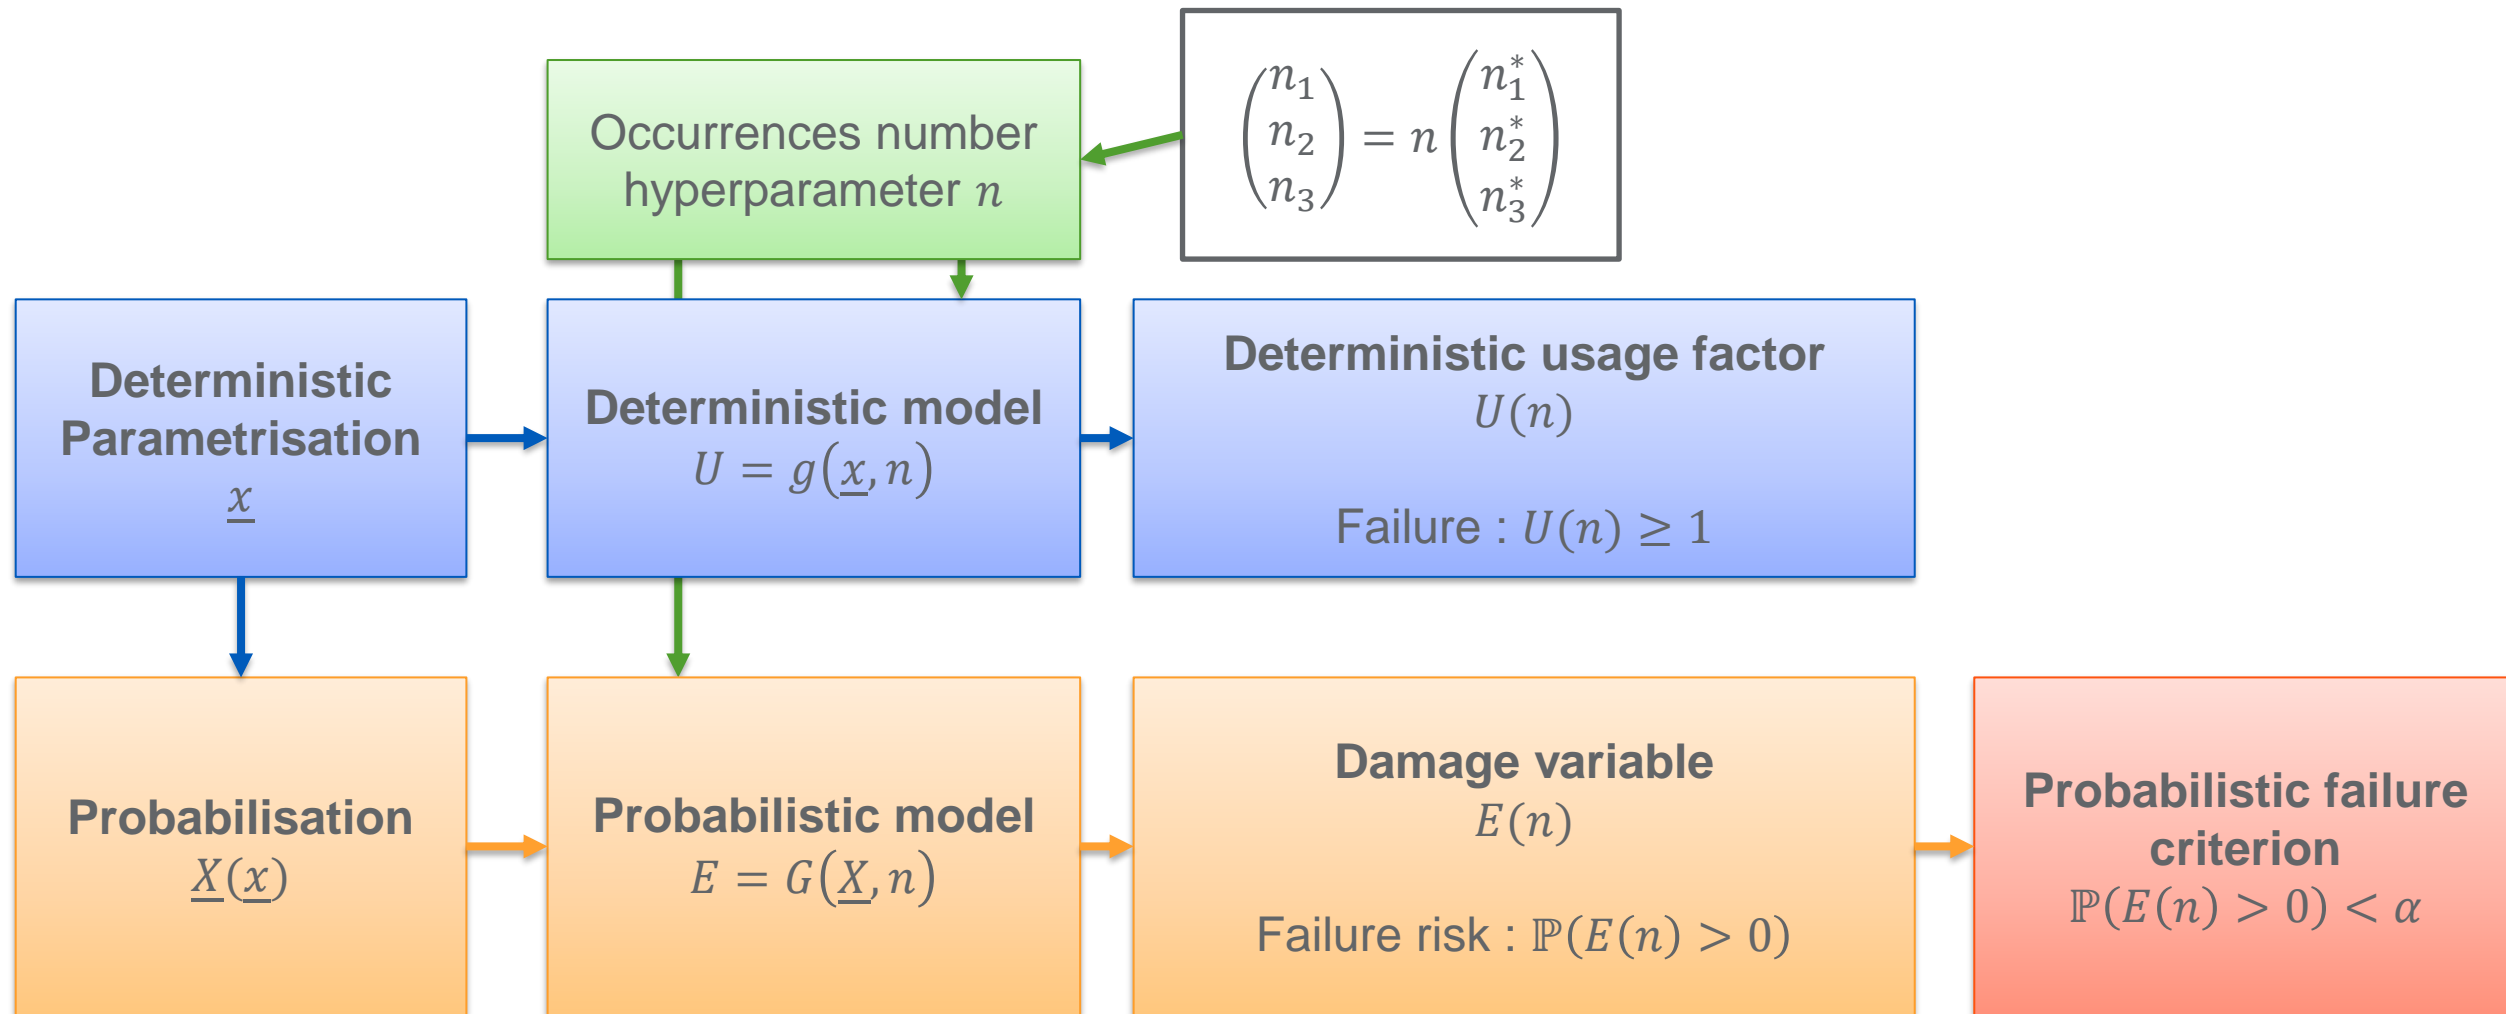 Occurrences number
hyperparameter n
(n₁ n₂ n₃) = n (n₁* n₂* n₃*)
Deterministic
Parametrisation
x̲
Deterministic model
U = g(x̲, n)
Deterministic usage factor
U(n)
Failure : U(n) ≥ 1
Probabilisation
X̲(x̲)
Probabilistic model
E = G(X̲, n)
Damage variable
E(n)
Failure risk : ℙ(E(n) > 0)
Probabilistic failure
criterion
ℙ(E(n) > 0) < α